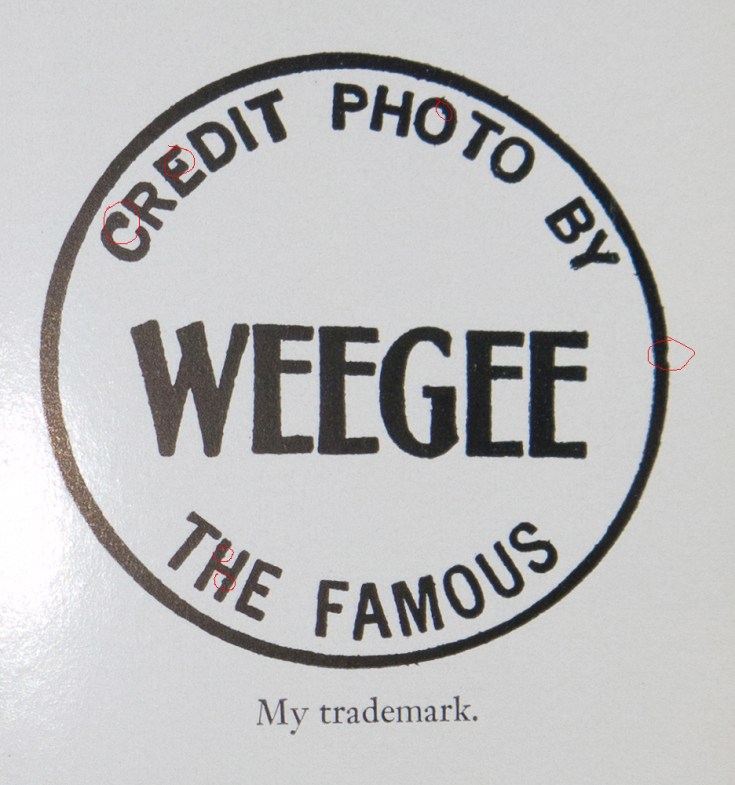 CREDIT PHOTO BY
WEEGEE
THE FAMOUS
My trademark.